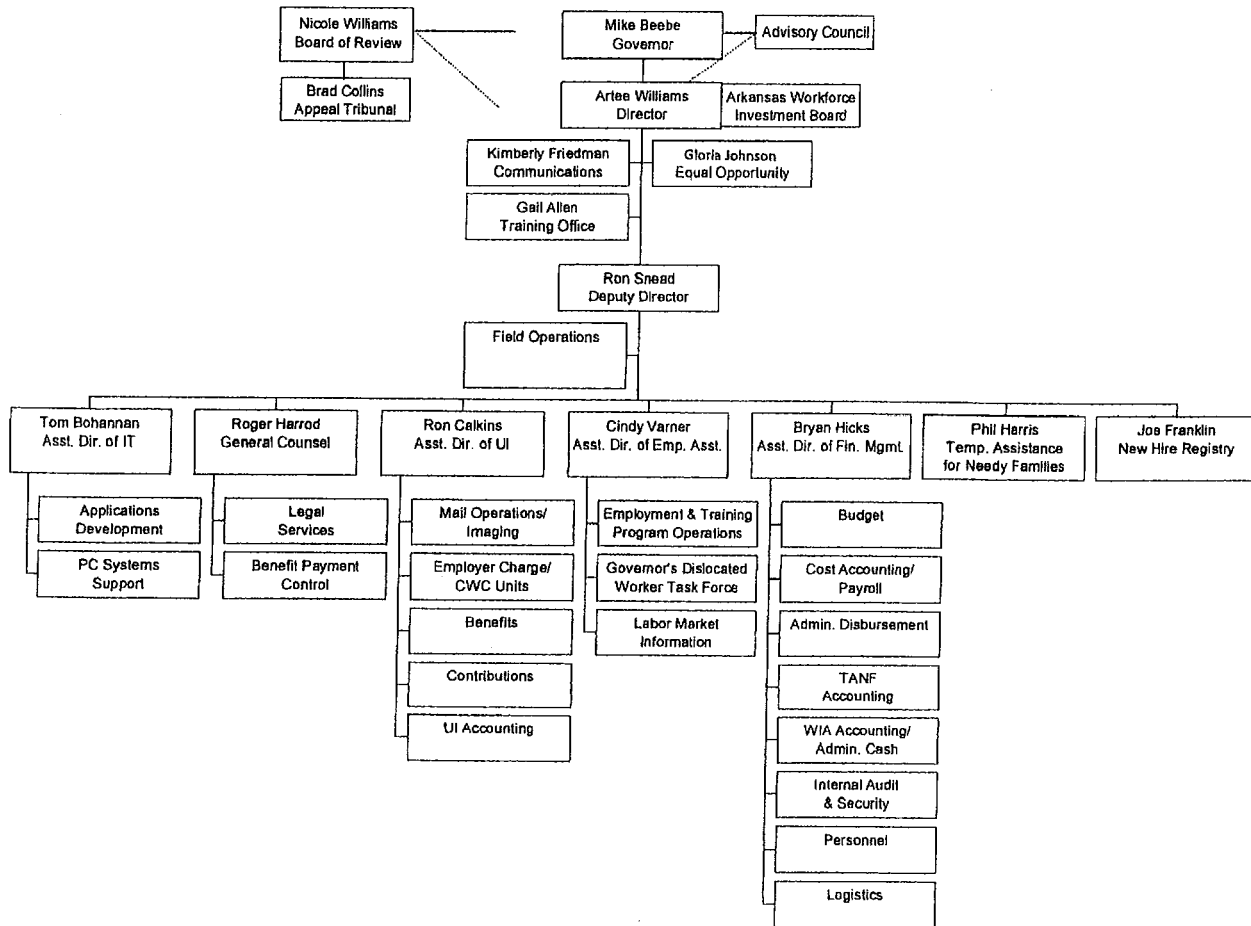 Nicole Williams
Board of Review
Mike Beebe
Governor
Advisory Council
Brad Collins
Appeal Tribunal
Artee Williams
Director
Arkansas Workforce
Investment Board
Kimberly Friedman
Communications
Gloria Johnson
Equal Opportunity
Gail Allen
Training Office
Ron Snead
Deputy Director
Field Operations
Tom Bohannan
Asst. Dir. of IT
Roger Harrod
General Counsel
Ron Calkins
Asst. Dir. of UI
Cindy Varner
Asst. Dir. of Emp. Asst.
Bryan Hicks
Asst. Dir. of Fin. Mgmt.
Phil Harris
Temp. Assistance
for Needy Families
Joe Franklin
New Hire Registry
Applications
Development
PC Systems
Support
Legal
Services
Benefit Payment
Control
Mail Operations/
Imaging
Employer Charge/
CWC Units
Benefits
Contributions
UI Accounting
Employment & Training
Program Operations
Governor's Dislocated
Worker Task Force
Labor Market
Information
Budget
Cost Accounting/
Payroll
Admin. Disbursement
TANF
Accounting
WIA Accounting/
Admin. Cash
Internal Audit
& Security
Personnel
Logistics